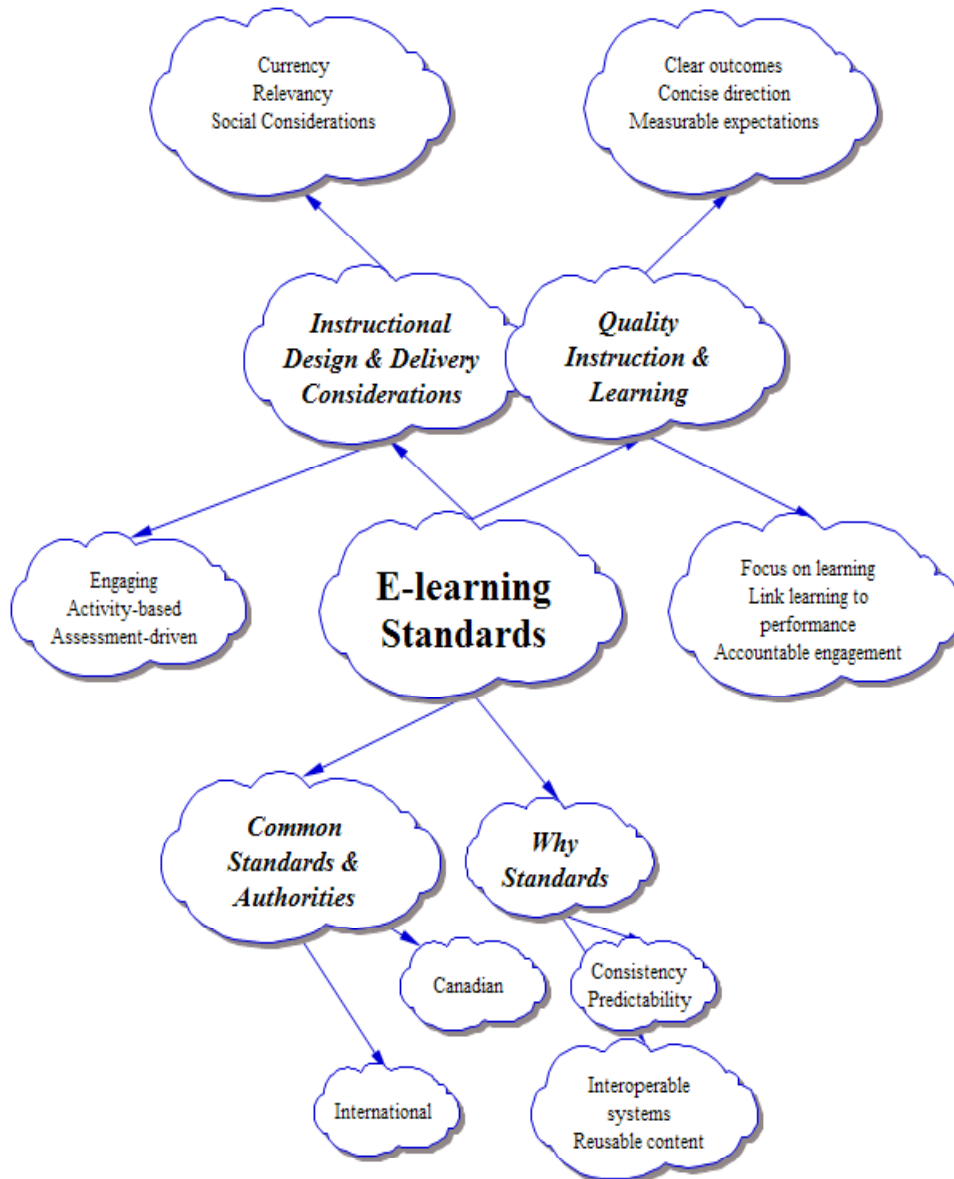 Currency
Relevancy
Social Considerations
Clear outcomes
Concise direction
Measurable expectations
Instructional
Design & Delivery
Considerations
Quality
Instruction &
Learning
Engaging
Activity-based
Assessment-driven
E-learning
Standards
Focus on learning
Link learning to
performance
Accountable engagement
Common
Standards &
Authorities
Why
Standards
Canadian
Consistency
Predictability
International
Interoperable
systems
Reusable content